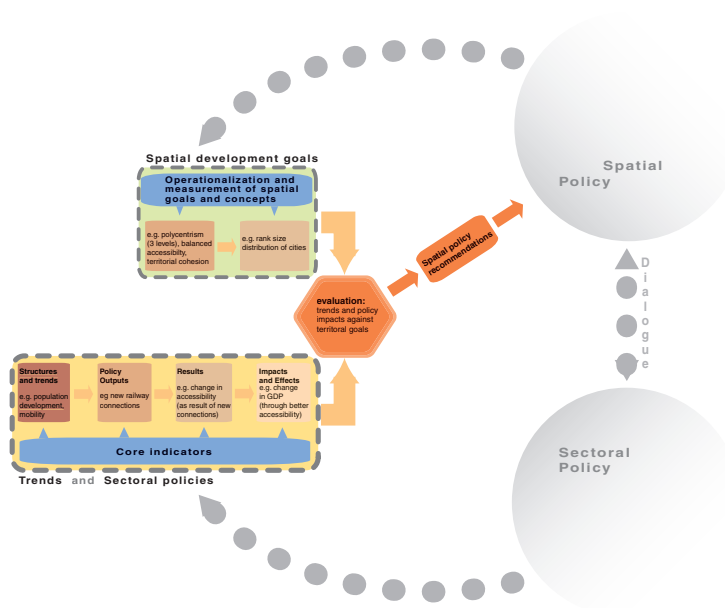 Spatial
Policy
Spatial development goals
Operationalization and
measurement of spatial
goals and concepts
e.g. polycentrism
(3 levels), balanced
accessibilty,
territorial cohesion
e.g. rank size
distribution of cities
Spatial policy
recommendations
Dialogue
evaluation:
trends and policy
impacts against
territoral goals
Structures
and trends
e.g. population
development,
mobility
Policy
Outputs
eg new railway
connections
Results
e.g. change in
accessibility
(as result of new
connections)
Impacts
and Effects
e.g. change
in GDP
(through better
accessibility)
Core indicators
Trends and Sectoral policies
Sectoral
Policy